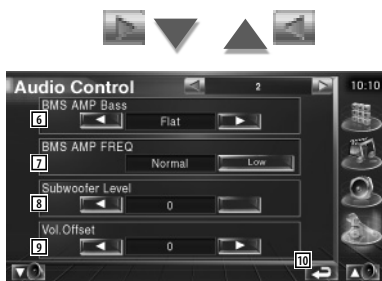 Audio Control 2 10:10
BMS AMP Bass
6 Flat
BMS AMP FREQ
7 Normal Low
Subwoofer Level
8 0
Vol.Offset
9 0
10